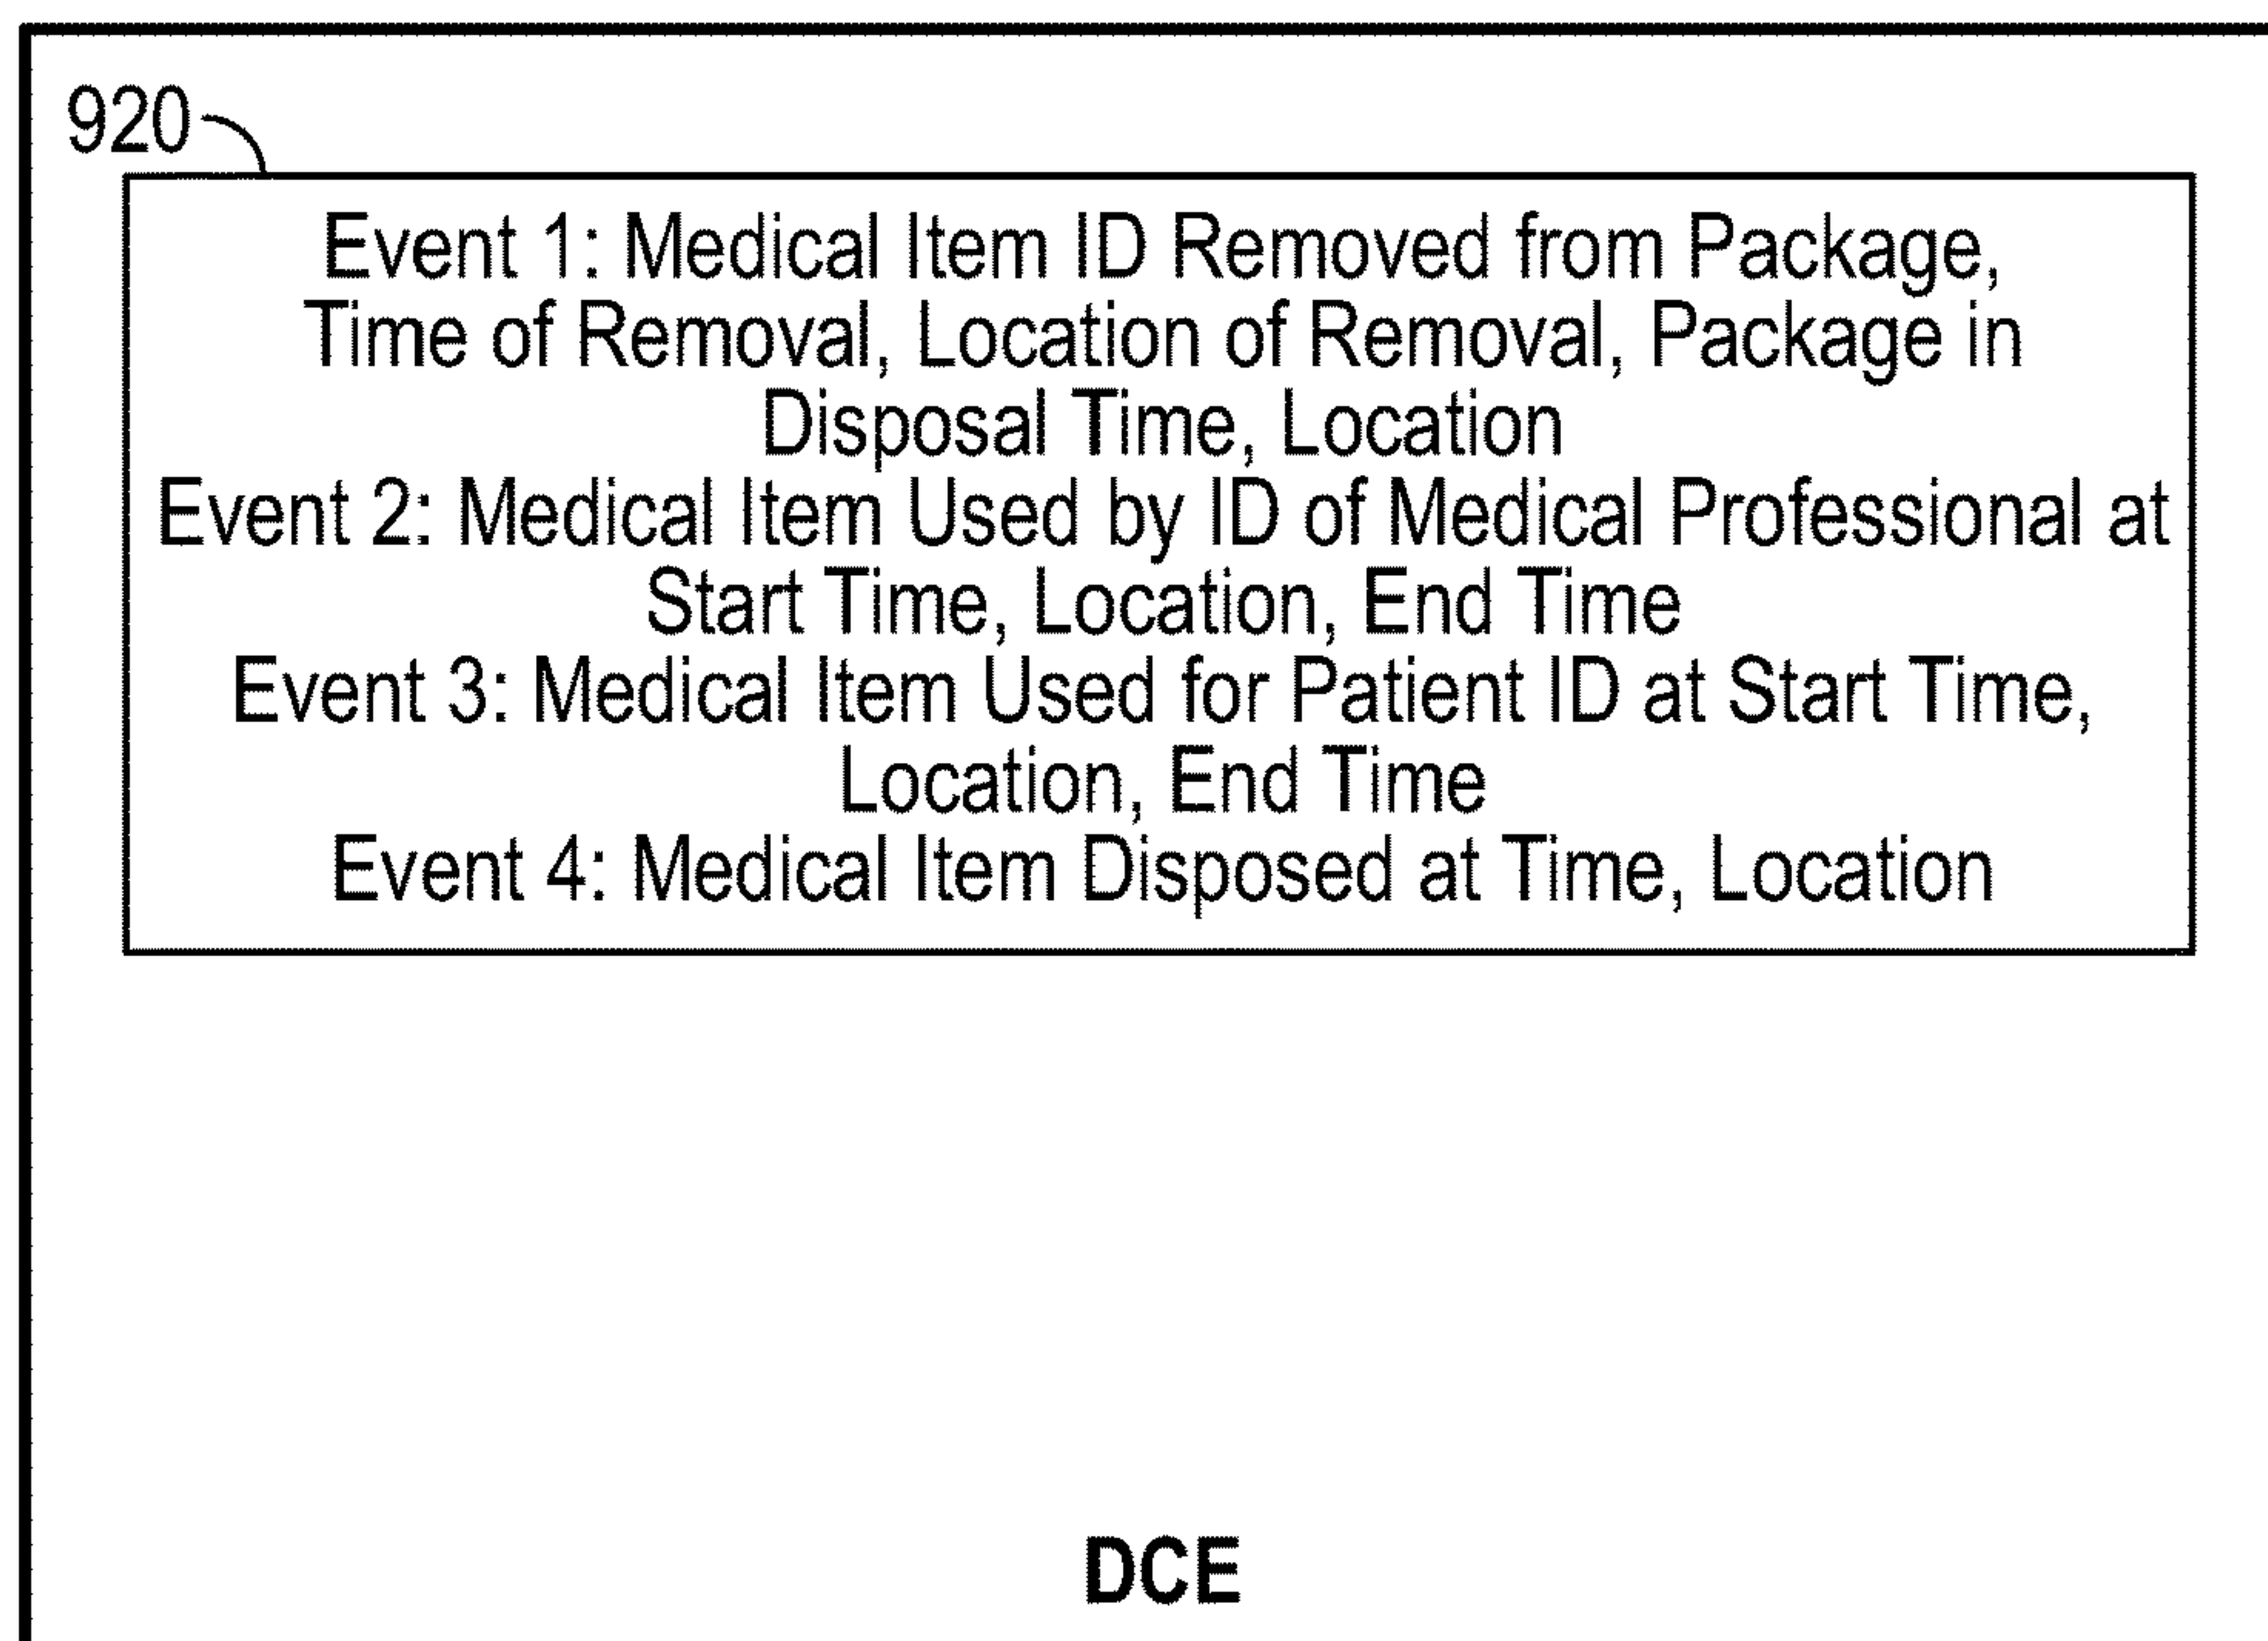 920
Event 1: Medical Item ID Removed from Package,
Time of Removal, Location of Removal, Package in
Disposal Time, Location
Event 2: Medical Item Used by ID of Medical Professional at
Start Time, Location, End Time
Event 3: Medical Item Used for Patient ID at Start Time,
Location, End Time
Event 4: Medical Item Disposed at Time, Location
DCE